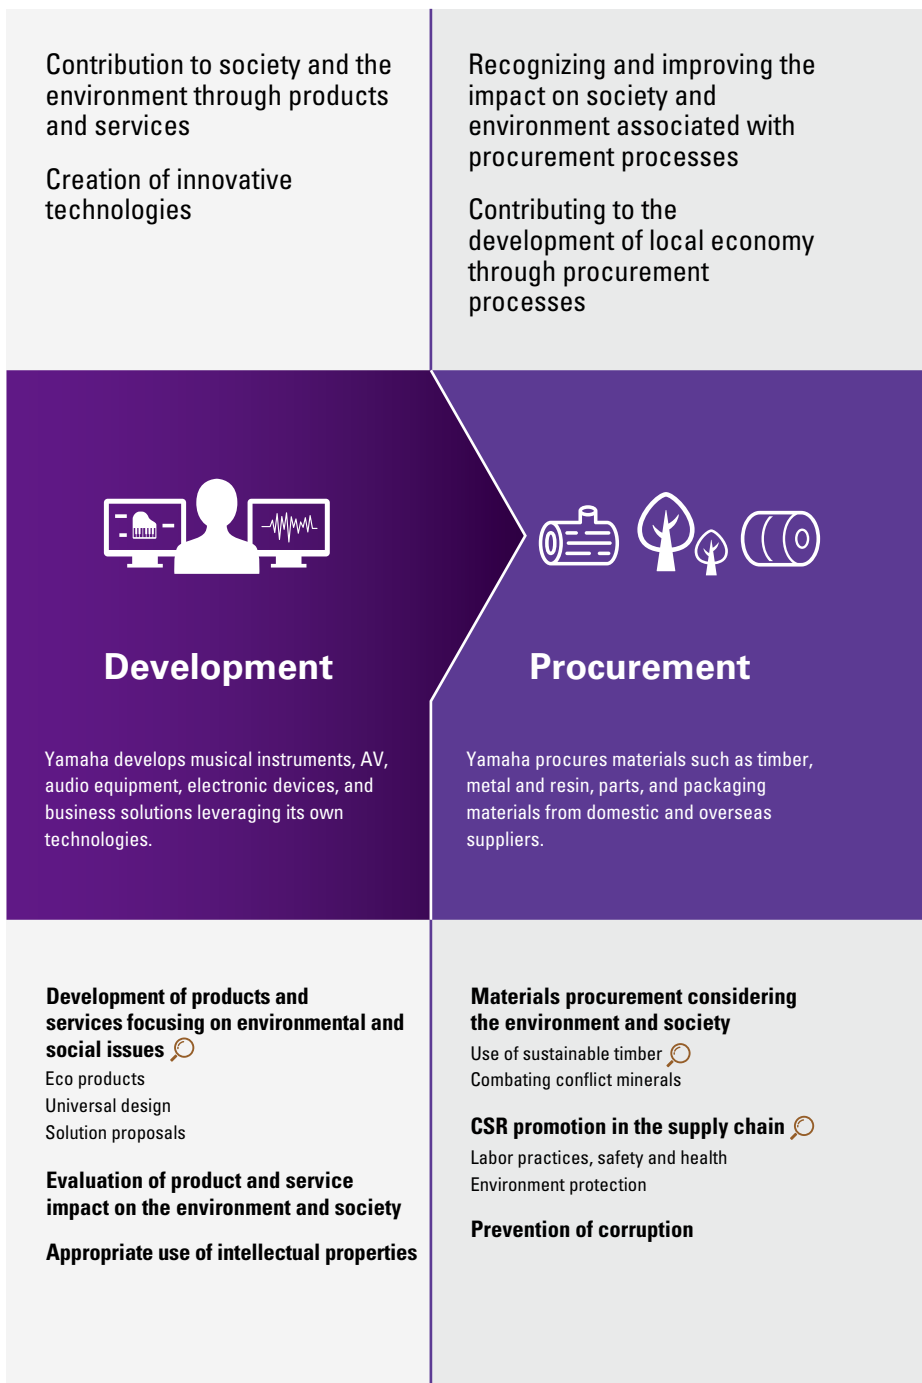 Contribution to society and the
environment through products
and services
Creation of innovative
technologies
Recognizing and improving the
impact on society and
environment associated with
procurement processes
Contributing to the
development of local economy
through procurement
processes
Development
Yamaha develops musical instruments, AV,
audio equipment, electronic devices, and
business solutions leveraging its own
technologies.
Procurement
Yamaha procures materials such as timber,
metal and resin, parts, and packaging
materials from domestic and overseas
suppliers.
Development of products and
services focusing on environmental and
social issues
Eco products
Universal design
Solution proposals
Evaluation of product and service
impact on the environment and society
Appropriate use of intellectual properties
Materials procurement considering
the environment and society
Use of sustainable timber
Combating conflict minerals
CSR promotion in the supply chain
Labor practices, safety and health
Environment protection
Prevention of corruption